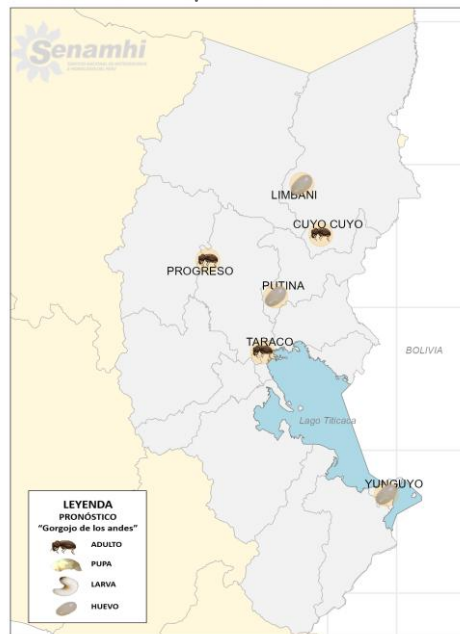 Senamhi
LIMBANI
CUYO CUYO
PROGRESO
PUTINA
TARACO
BOLIVIA
Lago Titicaca
YUNGUYO
LEYENDA
PRONÓSTICO
"Gorgojo de los andes"
ADULTO
PUPA
LARVA
HUEVO